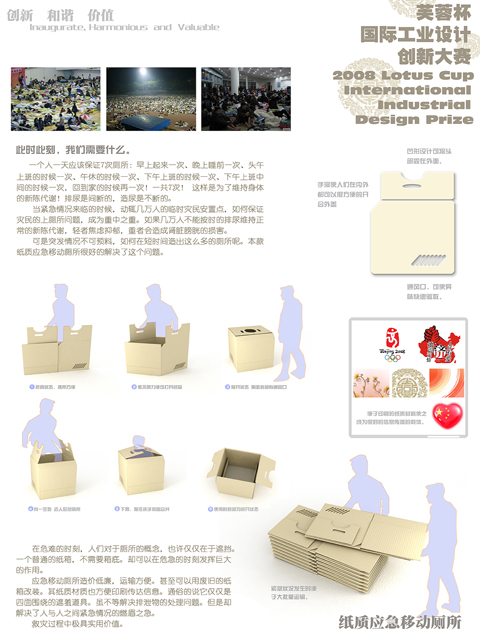 创新 和谐 价值
Inaugurate, Harmonious and Valuable
芙蓉杯
国际工业设计
创新大赛
2008 Lotus Cup
International
Industrial
Design Prize
此时此刻，我们需要什么。
一个人一天应该保证7次厕所：早上起来一次、晚上睡前一次、头午
上班的时候一次，午休的时候一次、下午上班的时候一次，下午上班中
间的时候一次，回到家的时候再一次！一共7次！ 这样是为了维持身体
的新陈代谢！排尿是间断的，造尿是不断的。
当紧急情况来临的时候，动辄几万人的临时灾民安置点，如何保证
灾民的上厕所问题，成为重中之重。如果几万人不能按时的排尿维持正
常的新陈代谢，轻者焦虑抑郁，重者会造成肾脏膀胱的损害。
可是突发情况不可预料，如何在短时间造出这么多的厕所呢。本款
纸质应急移动厕所很好的解决了这个问题。
Beijing 2008
在危难的时刻，人们对于厕所的概念，也许仅仅在于遮挡。
一个普通的纸箱，不需要箱底。却可以在危急的时刻发挥巨大
的作用。
应急移动厕所造价低廉，运输方便。甚至可以用废旧的纸
箱改装。其纸质材质也方便印刷传达信息。通俗的说它仅仅是
四面围绕的遮羞道具。虽不等解决排泄物的处理问题。但是却
解决了人与人之间紧急情况的燃眉之急。
救灾过程中极具实用价值。
纸质应急移动厕所